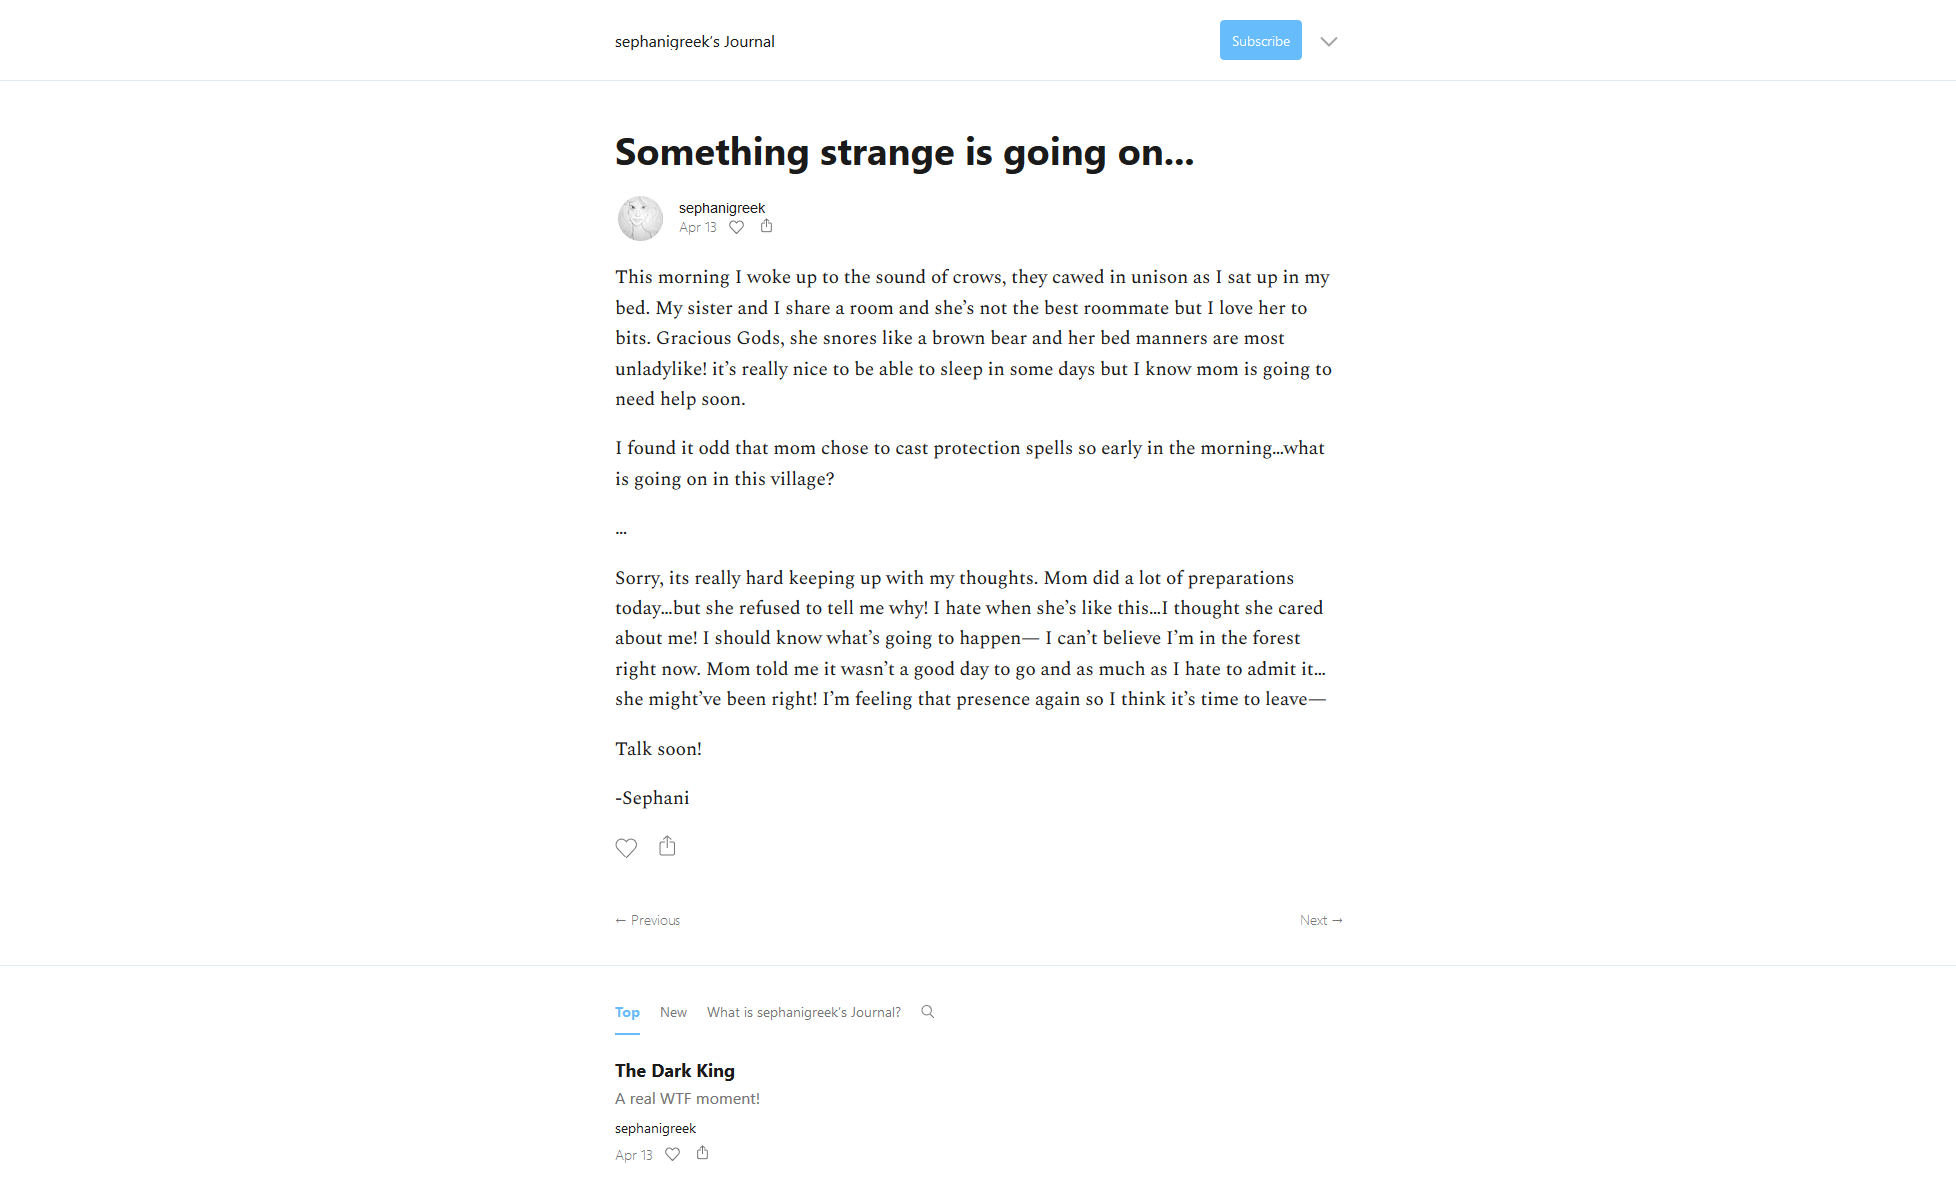 sephanigreek's Journal
Subscribe
Something strange is going on...
sephanigreek
Apr 13
This morning I woke up to the sound of crows, they cawed in unison as I sat up in my
bed. My sister and I share a room and she’s not the best roommate but I love her to
bits. Gracious Gods, she snores like a brown bear and her bed manners are most
unladylike! it’s really nice to be able to sleep in some days but I know mom is going to
need help soon.
I found it odd that mom chose to cast protection spells so early in the morning…what
is going on in this village?
…
Sorry, its really hard keeping up with my thoughts. Mom did a lot of preparations
today…but she refused to tell me why! I hate when she’s like this…I thought she cared
about me! I should know what’s going to happen— I can’t believe I’m in the forest
right now. Mom told me it wasn’t a good day to go and as much as I hate to admit it…
she might’ve been right! I’m feeling that presence again so I think it’s time to leave—
Talk soon!
-Sephani
← Previous
Next →
Top New What is sephanigreek's Journal?
The Dark King
A real WTF moment!
sephanigreek
Apr 13